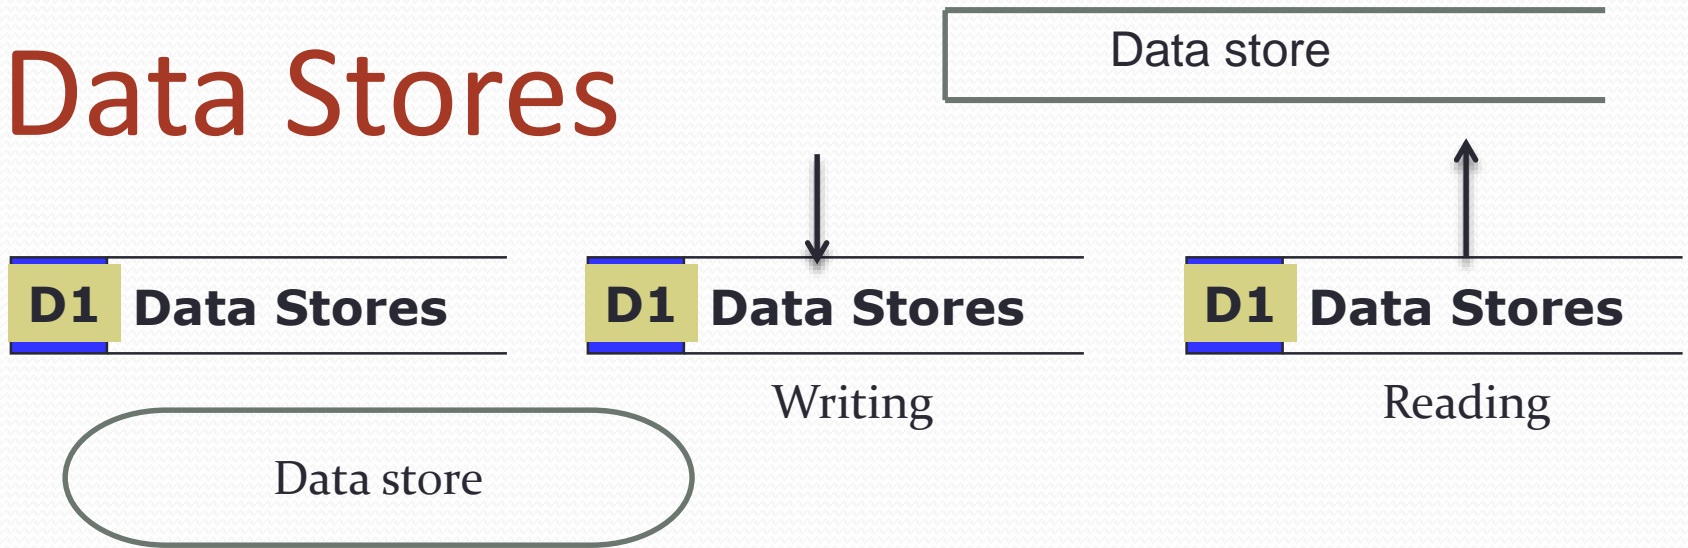 Data Stores
Data store
D1 Data Stores
D1 Data Stores
D1 Data Stores
Writing
Reading
Data store